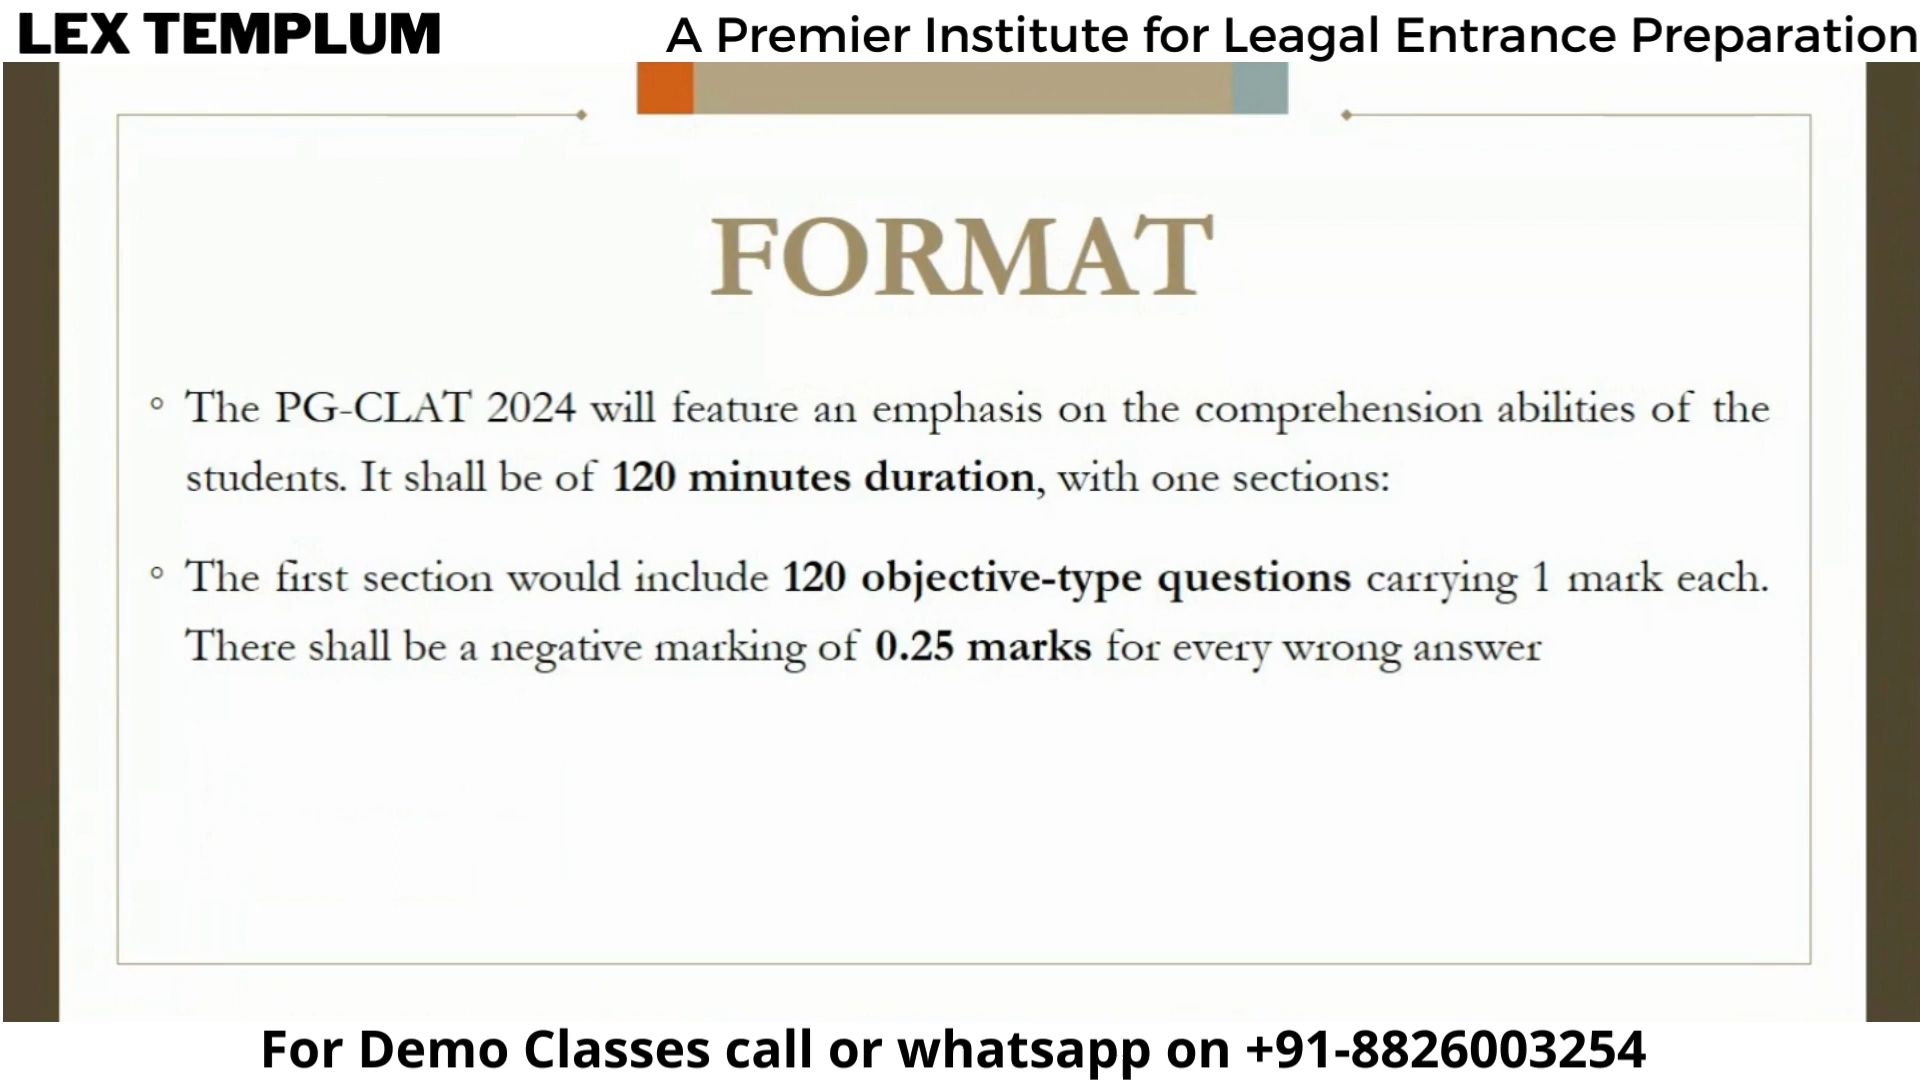 LEX TEMPLUM
A Premier Institute for Leagal Entrance Preparation
FORMAT
° The PG-CLAT 2024 will feature an emphasis on the comprehension abilities of the
students. It shall be of 120 minutes duration, with one sections:
° The first section would include 120 objective-type questions carrying 1 mark each.
There shall be a negative marking of 0.25 marks for every wrong answer
For Demo Classes call or whatsapp on +91-8826003254